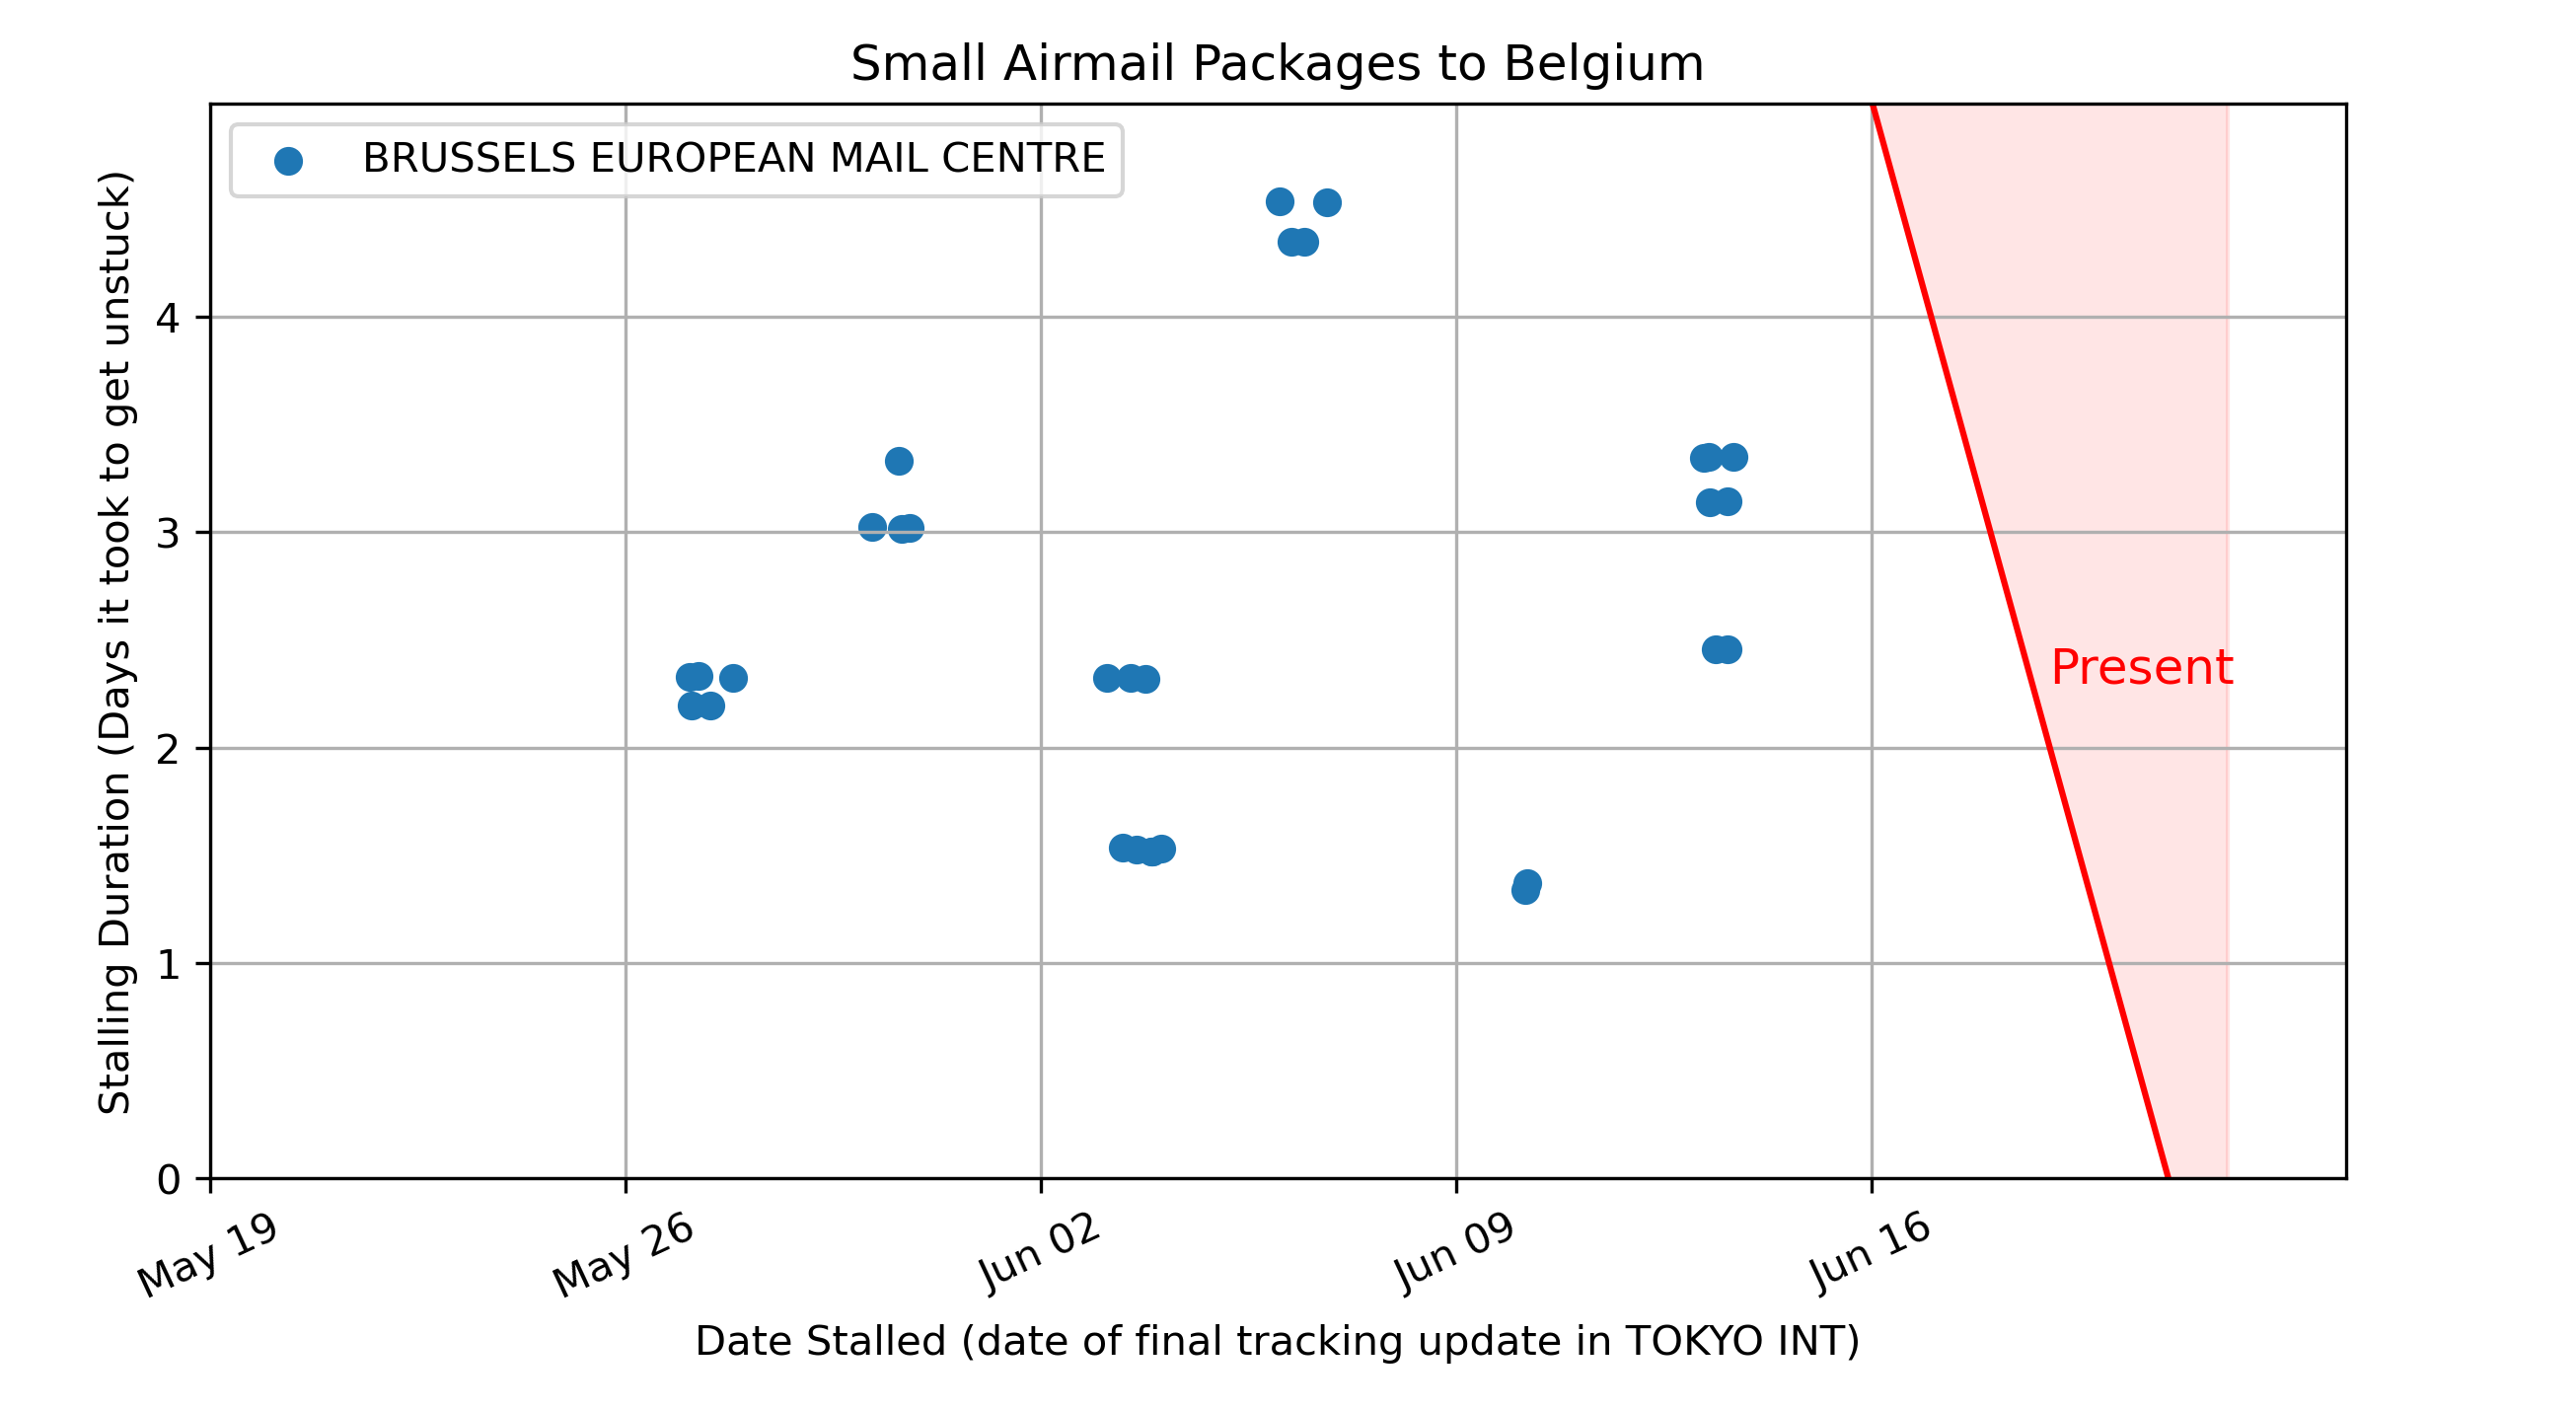 Small Airmail Packages to Belgium
BRUSSELS EUROPEAN MAIL CENTRE
Stalling Duration (Days it took to get unstuck)
4
3
2
1
0
Present
May 19
May 26
Jun 02
Jun 09
Jun 16
Date Stalled (date of final tracking update in TOKYO INT)